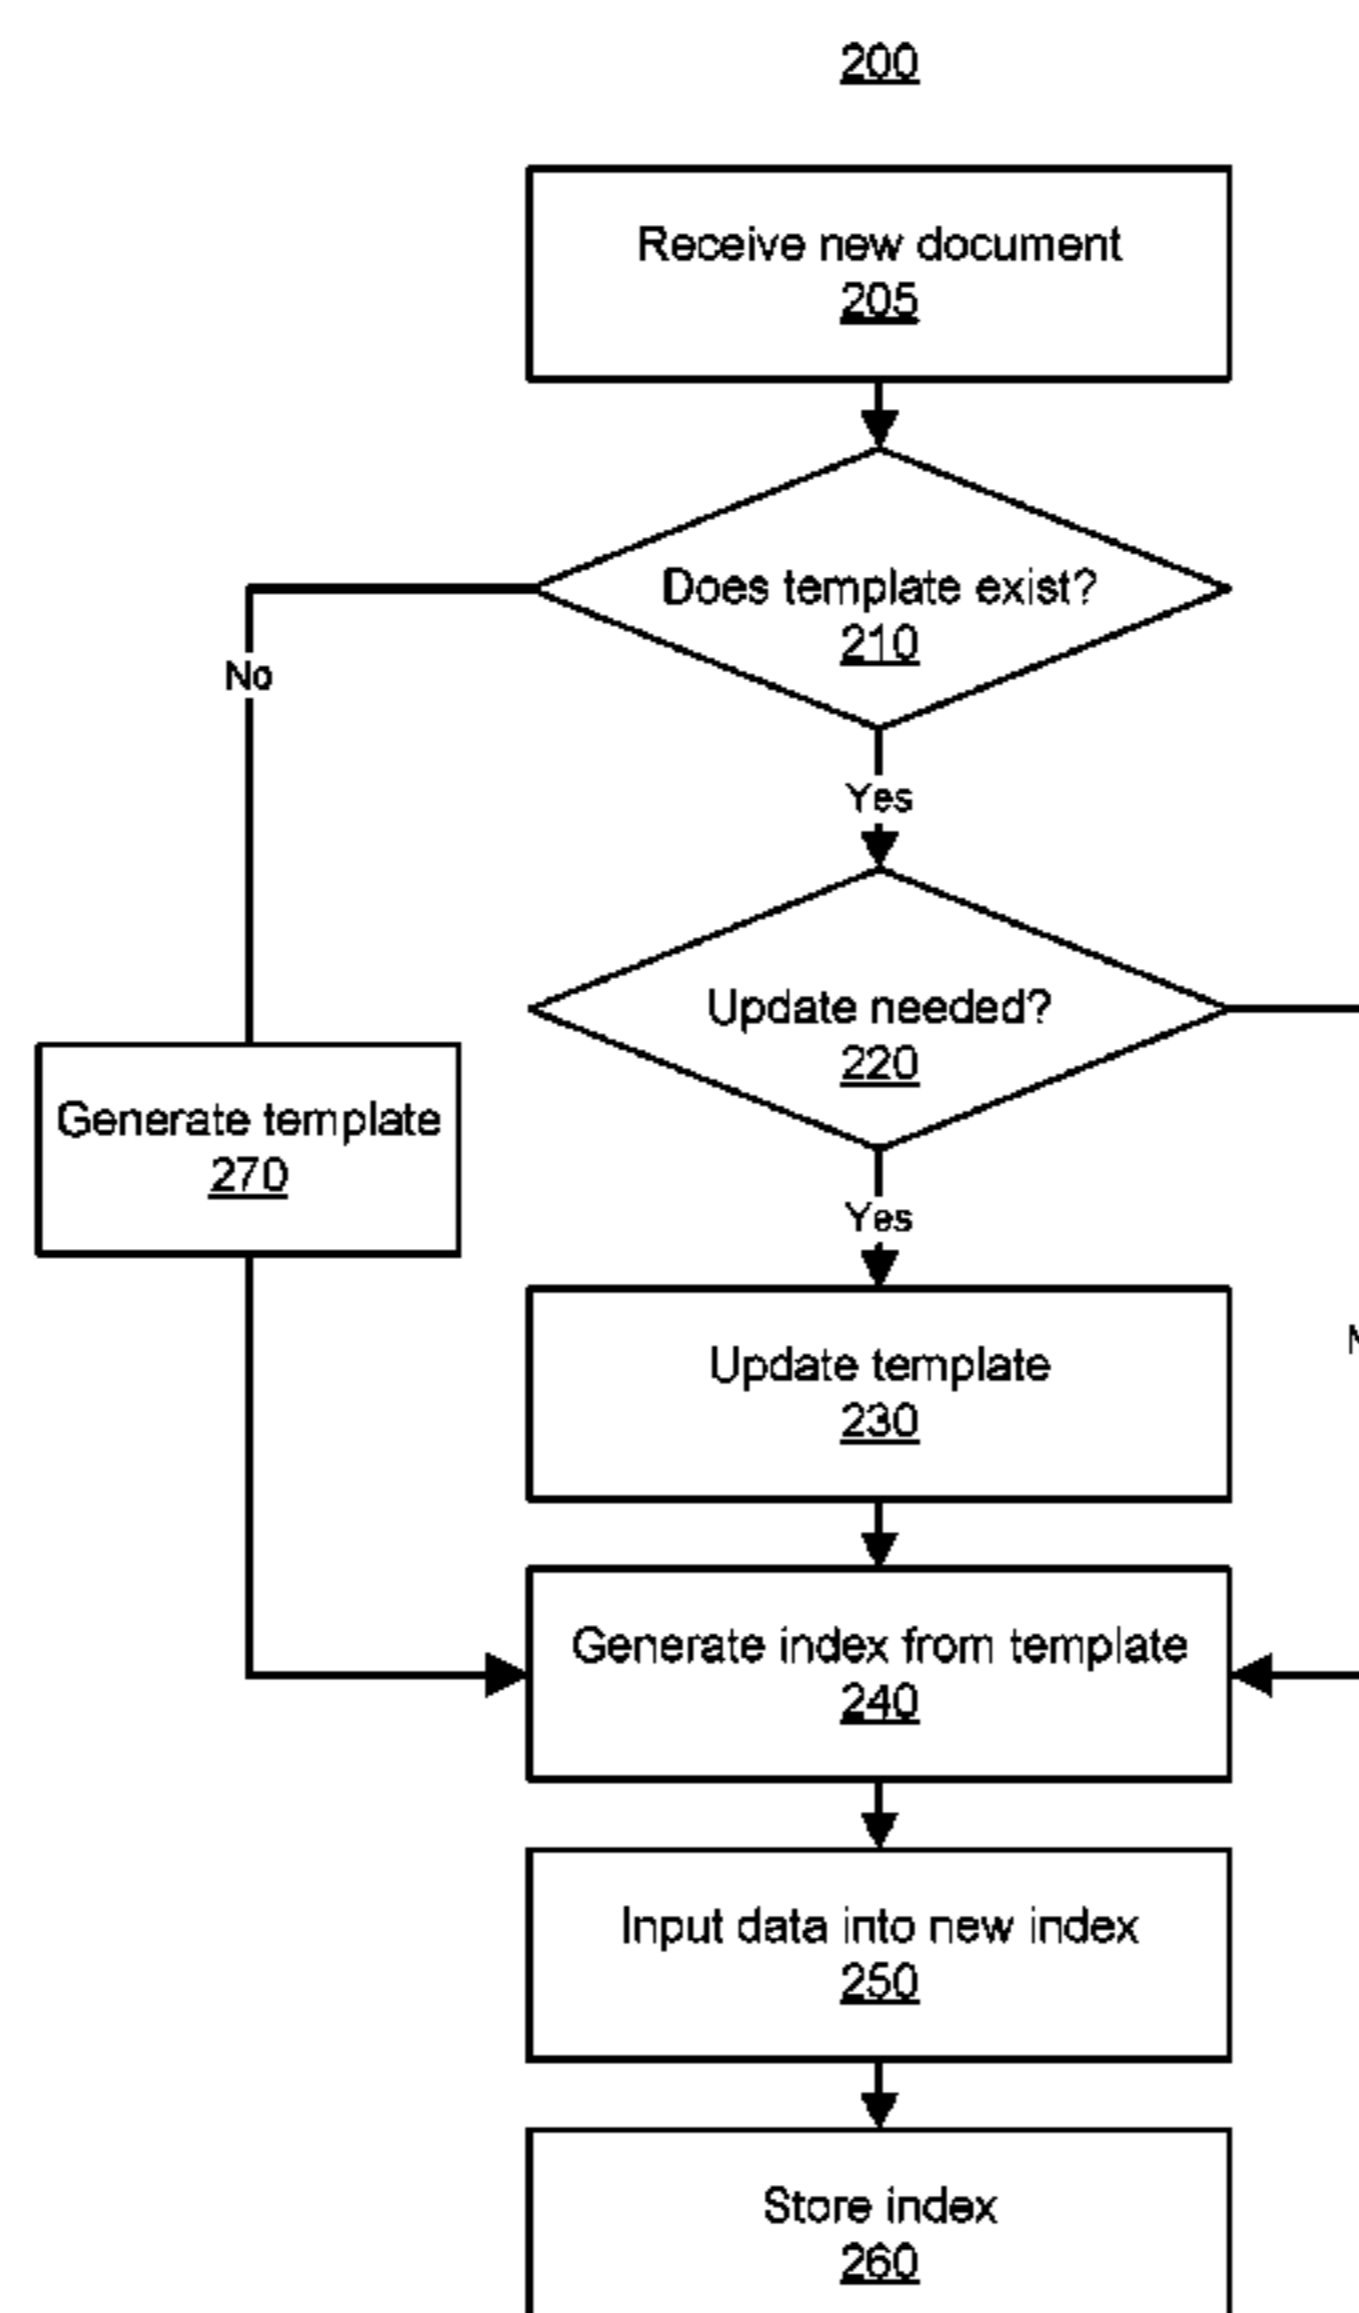 200
Receive new document
205
Does template exist?
210
No
Yes
Update needed?
220
Generate template
270
Yes
Update template
230
Generate index from template
240
Input data into new index
250
Store index
260